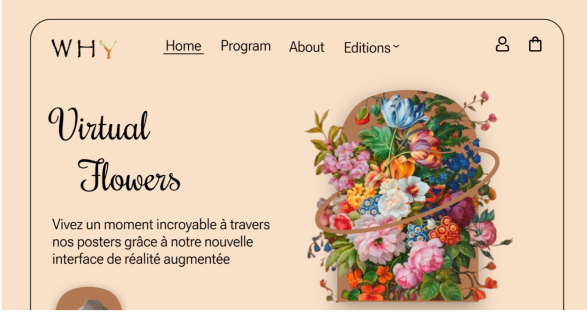 WHY
Home Program About Editions
Virtual
Flowers
Vivez un moment incroyable à travers
nos posters grâce à notre nouvelle
interface de réalité augmentée